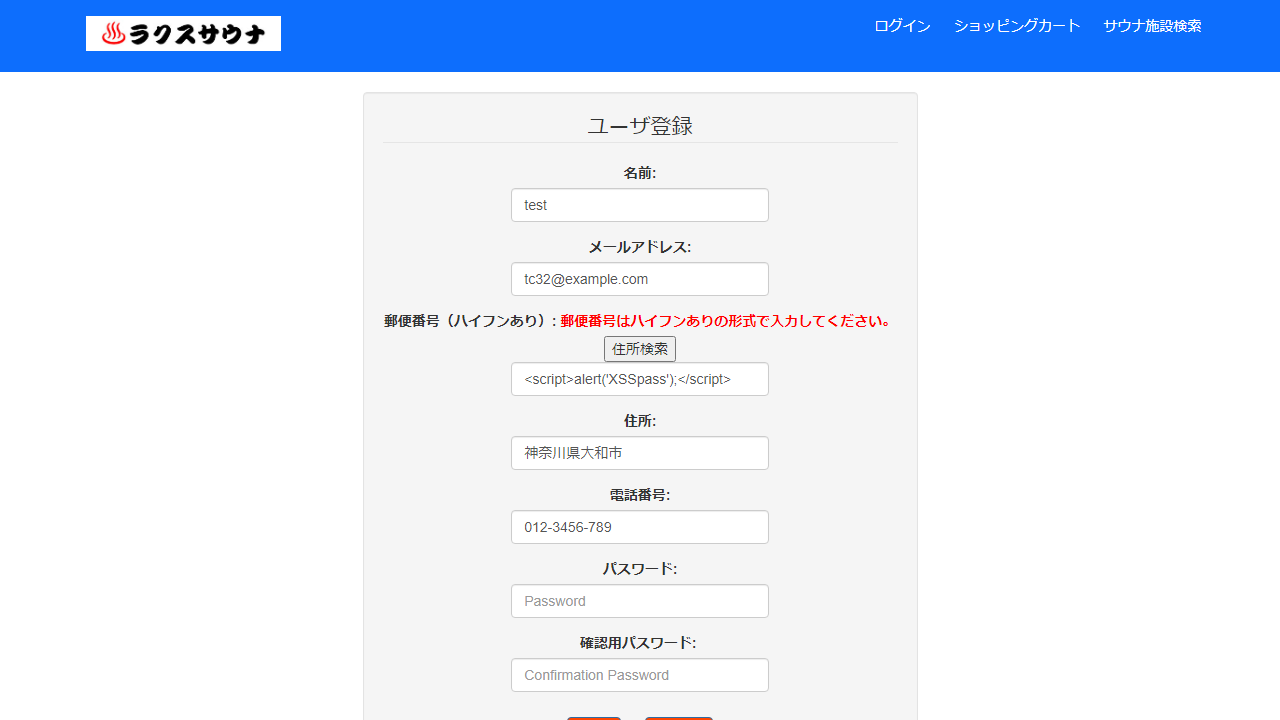 ラクスサウナ
ログイン ショッピングカート サウナ施設検索
ユーザ登録
名前:
test
メールアドレス:
tc32@example.com
郵便番号（ハイフンあり）: 郵便番号はハイフンありの形式で入力してください。
住所検索
<script>alert('XSSpass');</script>
住所:
神奈川県大和市
電話番号:
012-3456-789
パスワード:
Password
確認用パスワード:
Confirmation Password